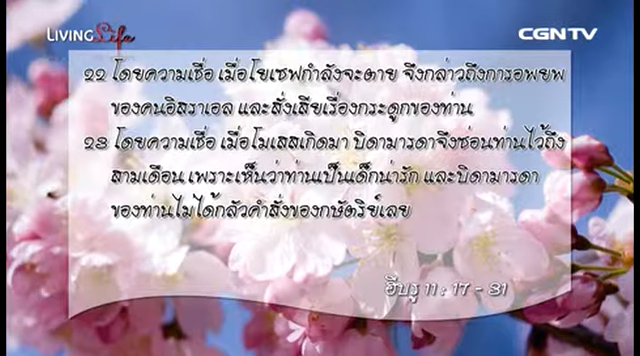 LIVING Life
CGNTV
22 โดยความเชื่อ เมื่อโยเซฟกำลังจะตาย จึงกล่าวถึงการอพยพ
ของคนอิสราเอล และสั่งเสียเรื่องกระดูกของท่าน
23 โดยความเชื่อ เมื่อโมเสสเกิดมา บิดามารดาจึงซ่อนท่านไว้ถึง
สามเดือน เพราะเห็นว่าท่านเป็นเด็กน่ารัก และบิดามารดา
ของท่านไม่ได้กลัวคำสั่งของกษัตริย์เลย
ฮีบรู 11 : 17 - 31